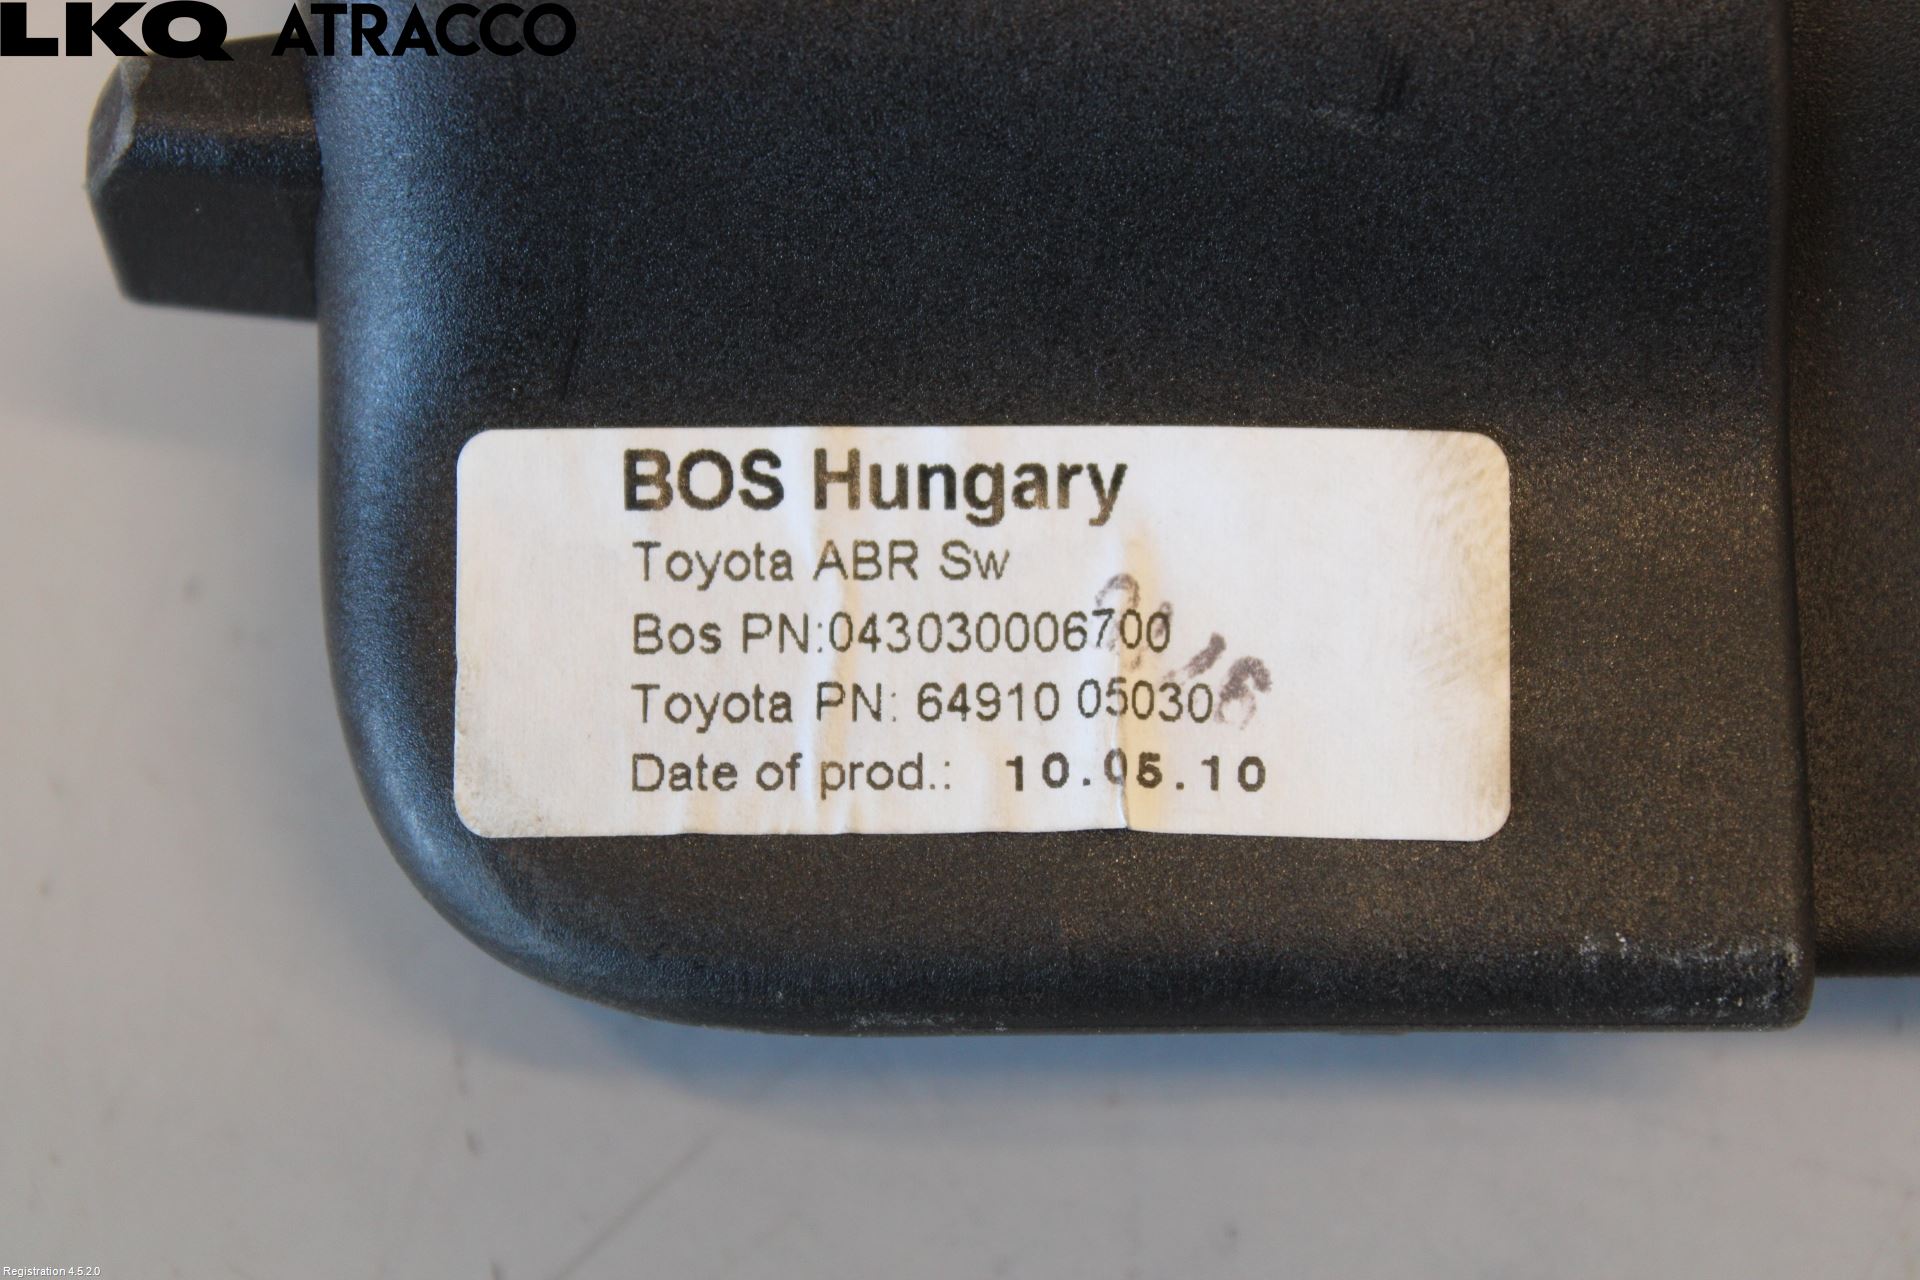 LKQ ATRACCO
BOS Hungary
Toyota ABR Sw
Bos PN:043030006700
Toyota PN: 64910 05030
Date of prod.: 10.05.10
Registration 4.5.2.0